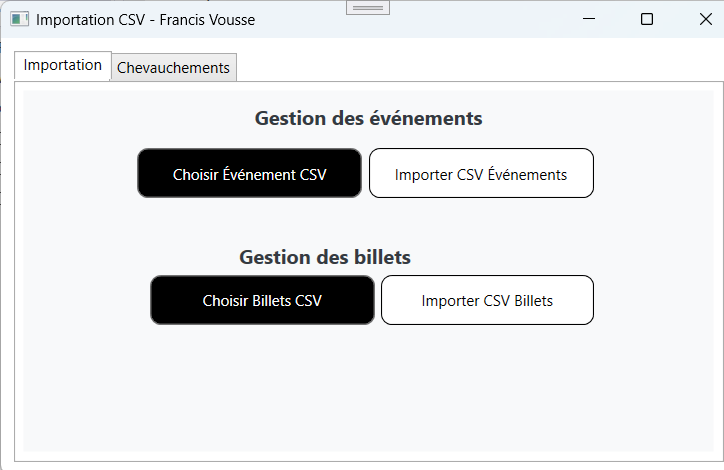 Importation CSV - Francis Vousse
Importation Chevauchements
Gestion des événements
Choisir Événement CSV Importer CSV Événements
Gestion des billets
Choisir Billets CSV Importer CSV Billets